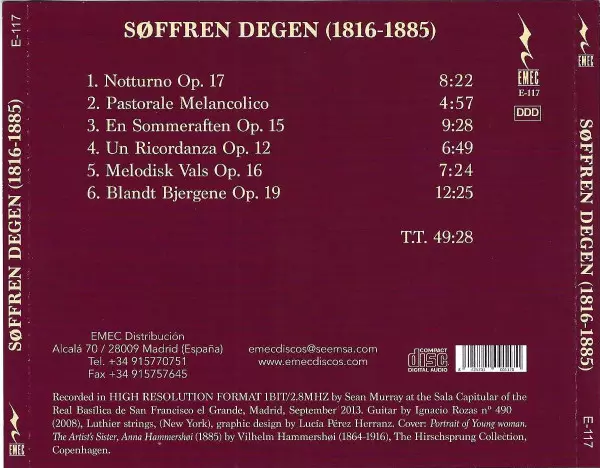 E-117
SØFFREN DEGEN (1816-1885)
SØFFREN DEGEN (1816-1885)
1. Notturno Op. 17 8:22
2. Pastorale Melancolico 4:57
3. En Sommeraften Op. 15 9:28
4. Un Ricordanza Op. 12 6:49
5. Melodisk Vals Op. 16 7:24
6. Blandt Bjergene Op. 19 12:25
T.T. 49:28
EMEC
E-117
DDD
EMEC Distribución
Alcalá 70 / 28009 Madrid (España)
Tel. +34 915770751
Fax +34 915757645
emecdiscos@seemsa.com
www.emecdiscos.com
COMPACT
disc
DIGITAL AUDIO
Recorded in HIGH RESOLUTION FORMAT 1BIT/2.8MHZ by Sean Murray at the Sala Capitular of the
Real Basílica de San Francisco el Grande, Madrid, September 2013. Guitar by Ignacio Rozas nº 490
(2008), Luthier strings, (New York), graphic design by Lucía Pérez Herranz. Cover: Portrait of Young woman.
The Artist's Sister, Anna Hammershøi (1885) by Vilhelm Hammershøi (1864-1916), The Hirschsprung Collection,
Copenhagen.
EMEC
SØFFREN DEGEN (1816-1885)
E-117